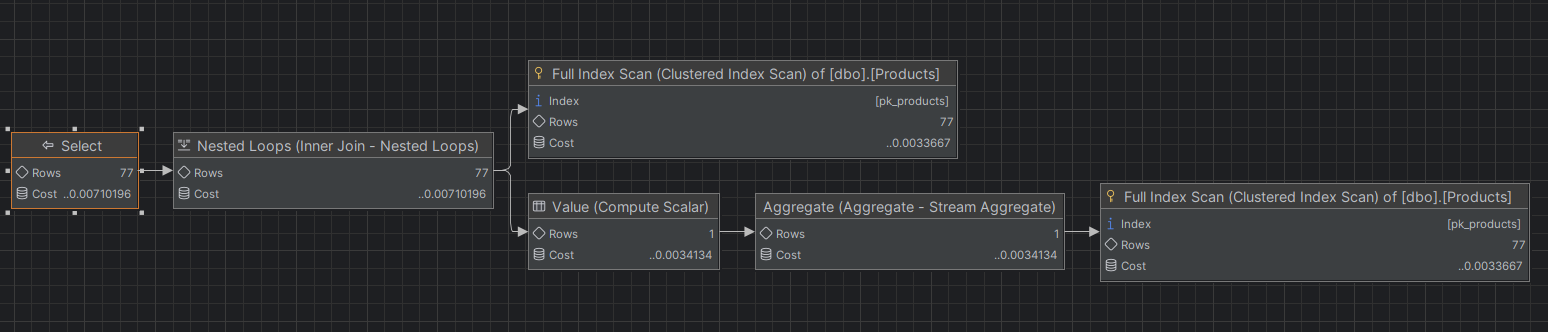 Select
Rows 77
Cost ..0.00710196
Nested Loops (Inner Join - Nested Loops)
Rows 77
Cost ..0.00710196
Full Index Scan (Clustered Index Scan) of [dbo].[Products]
Index [pk_products]
Rows 77
Cost ..0.0033667
Value (Compute Scalar)
Rows 1
Cost ..0.0034134
Aggregate (Aggregate - Stream Aggregate)
Rows 1
Cost ..0.0034134
Full Index Scan (Clustered Index Scan) of [dbo].[Products]
Index [pk_products]
Rows 77
Cost ..0.0033667